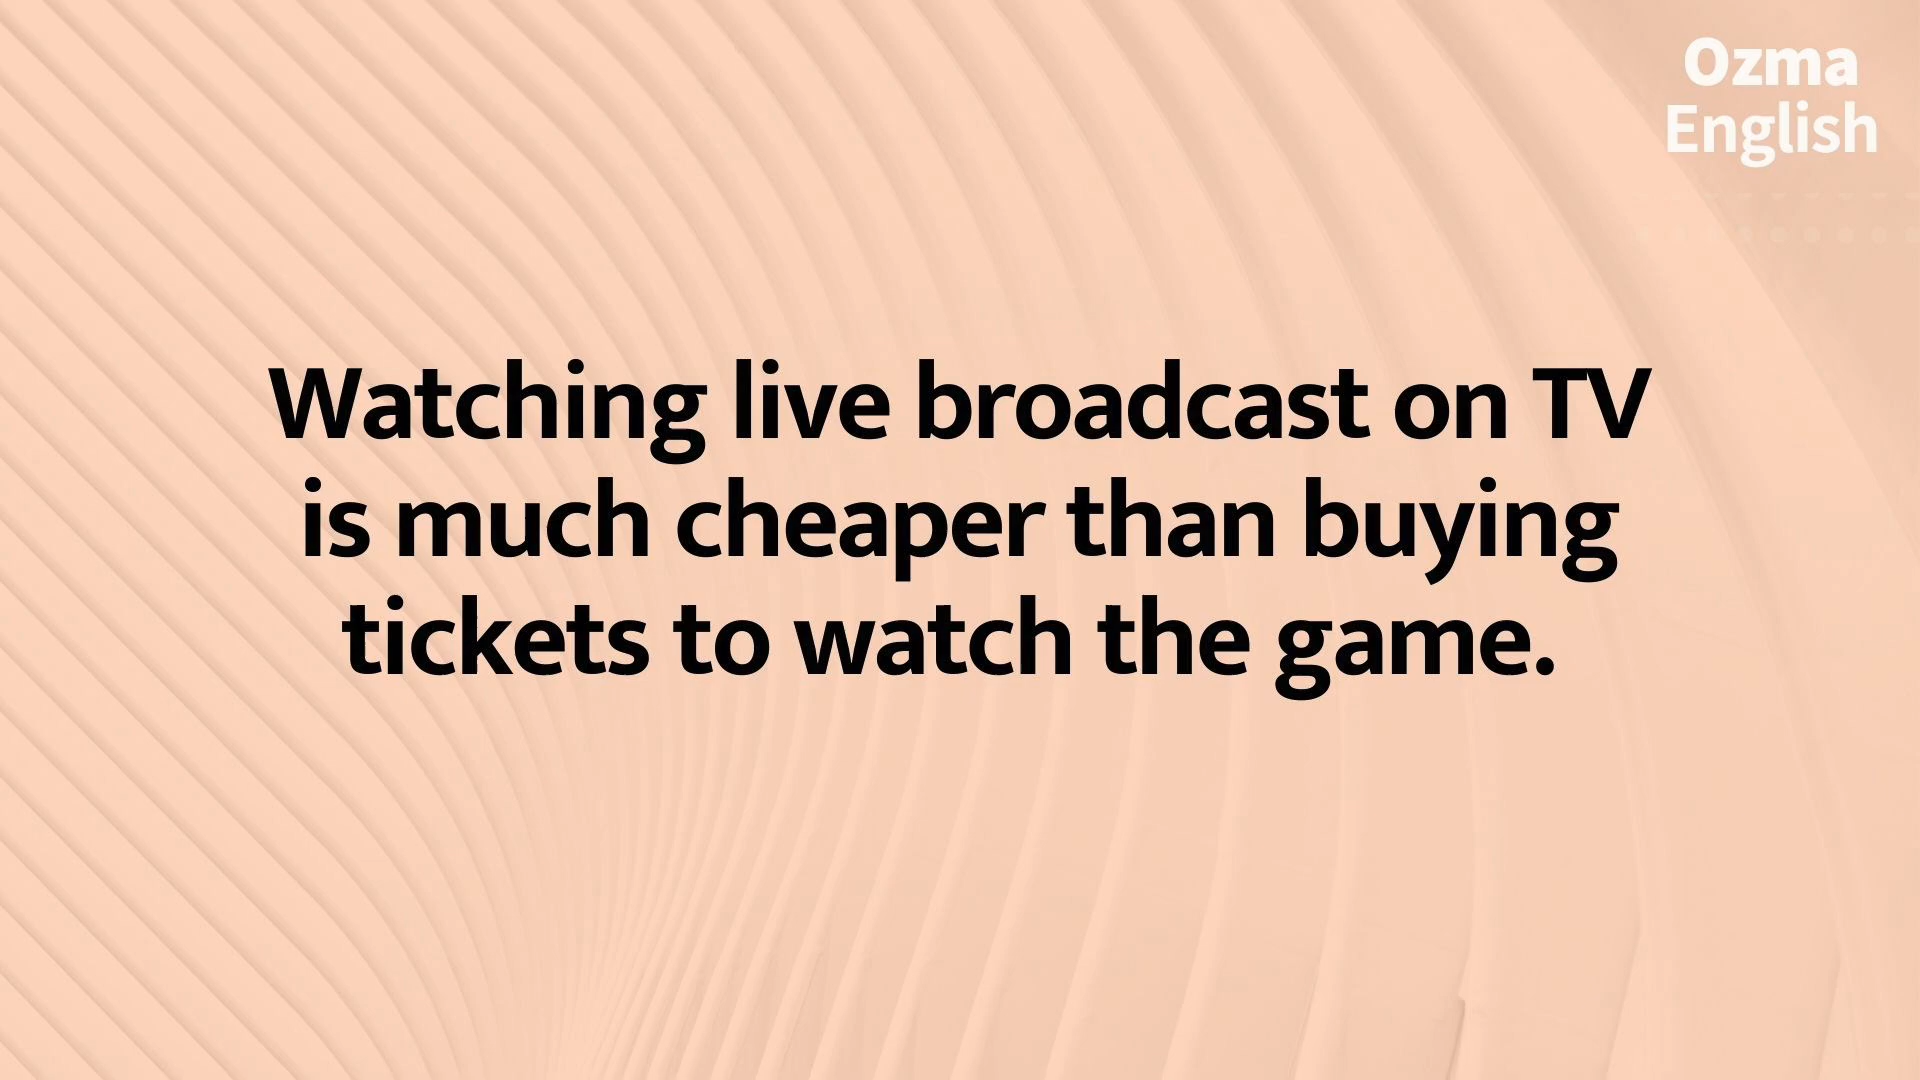 Ozma
English
Watching live broadcast on TV
is much cheaper than buying
tickets to watch the game.